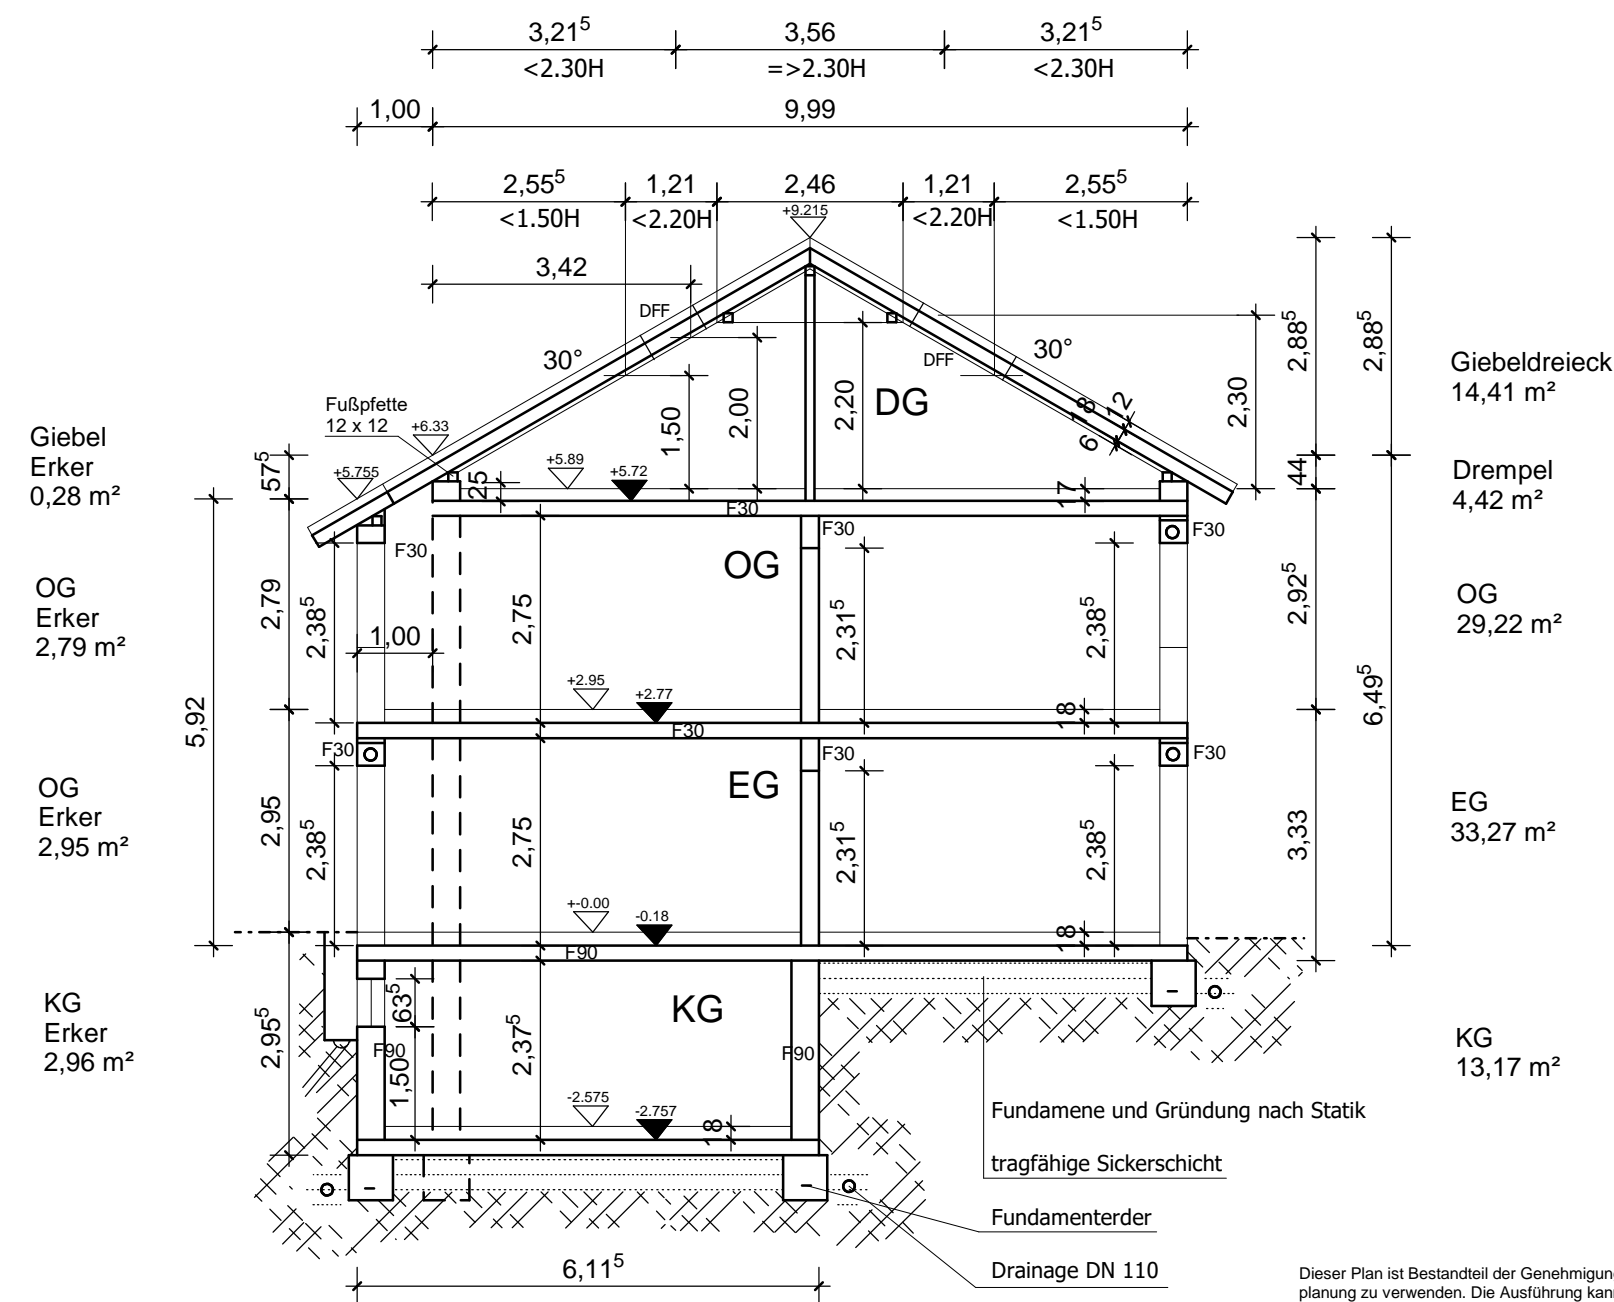 3,21⁵ 3,56 3,21⁵
<2.30H =>2.30H <2.30H
1,00 9,99
2,55⁵ 1,21 2,46 1,21 2,55⁵
<1.50H <2.20H <2.20H <1.50H
+9.215
3,42
DFF
30°
DFF
30°
2,88⁵
2,88⁵
Giebeldreieck
14,41 m²
Fußpfette
12 x 12
+6.33
+5.755
1,50
2,00
2,20
DG
18
12
6
2,30
Giebel
Erker
0,28 m²
57⁵
25
+5.89
+5.72
17
44
Drempel
4,42 m²
F30
F30
F30
F30
OG
OG
Erker
2,79 m²
2,79
2,38⁵
1,00
2,75
2,31⁵
2,38⁵
2,92⁵
OG
29,22 m²
5,92
+2.95
+2.77
18
6,49⁵
F30
F30
F30
F30
EG
OG
Erker
2,95 m²
2,95
2,38⁵
2,75
2,31⁵
2,38⁵
3,33
EG
33,27 m²
+-0.00
-0.18
18
F90
KG
Erker
2,96 m²
2,95⁵
63⁵
1,50
F90
2,37⁵
KG
F90
KG
13,17 m²
-2.575
-2.757
18
Fundamene und Gründung nach Statik
tragfähige Sickerschicht
Fundamenterder
Drainage DN 110
6,11⁵
Dieser Plan ist Bestandteil der Genehmigun
planung zu verwenden. Die Ausführung kan